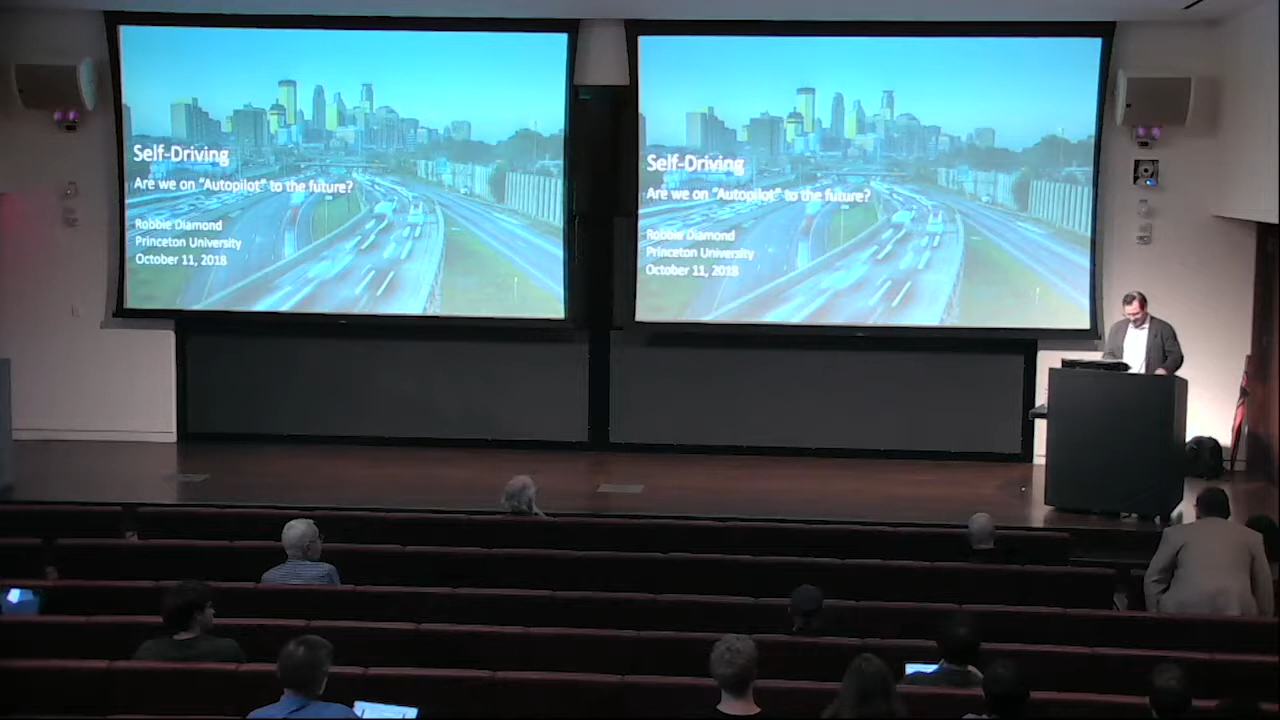 Self-Driving
Are we on "Autopilot" to the future?
Robbie Diamond
Princeton University
October 11, 2018
Self-Driving
Are we on "Autopilot" to the future?
Robbie Diamond
Princeton University
October 11, 2018